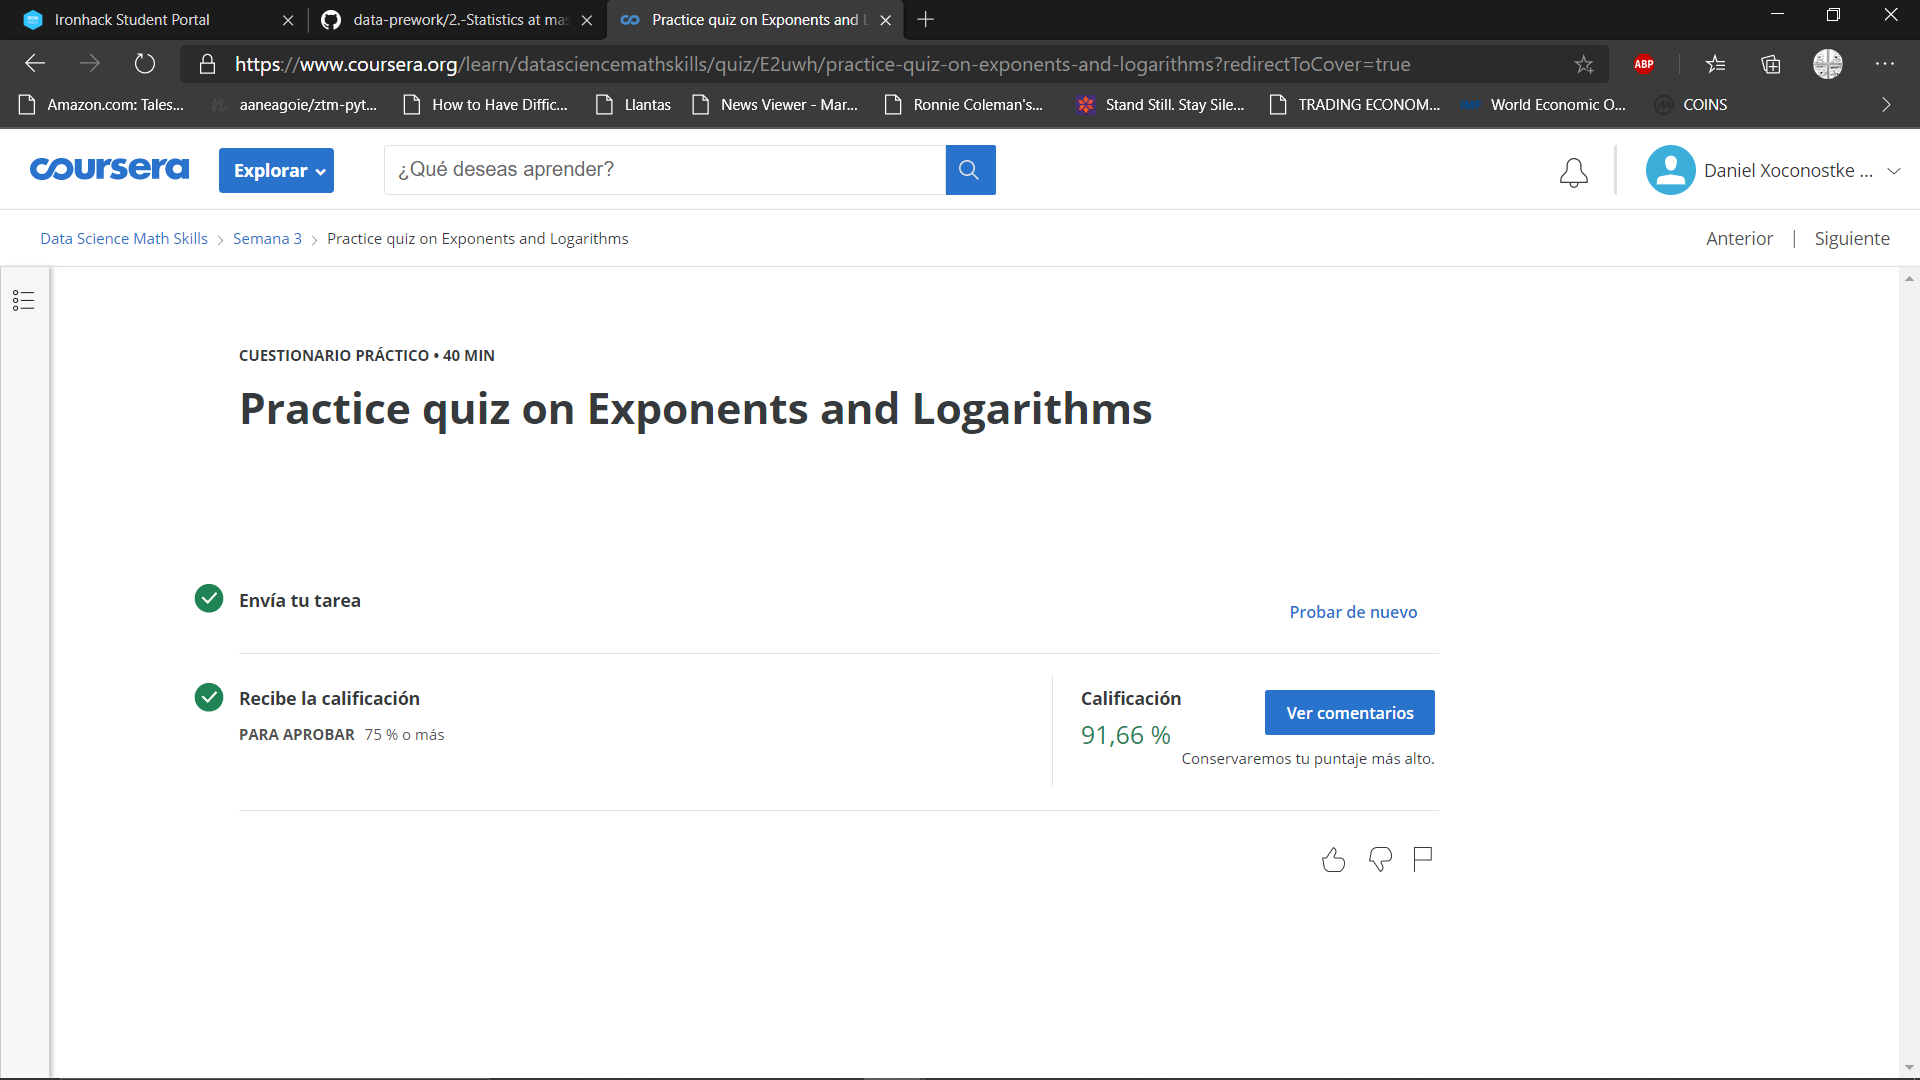 Ironhack Student Portal
data-prework/2.-Statistics at mas
Practice quiz on Exponents and L
https://www.coursera.org/learn/datasciencemathskills/quiz/E2uwh/practice-quiz-on-exponents-and-logarithms?redirectToCover=true
ABP
Amazon.com: Tales...
aaneagoie/ztm-pyt...
How to Have Diffic...
Llantas
News Viewer - Mar...
Ronnie Coleman's...
Stand Still. Stay Sile...
TRADING ECONOM...
World Economic O...
COINS
coursera
Explorar
¿Qué deseas aprender?
Daniel Xoconostke ...
Data Science Math Skills
Semana 3
Practice quiz on Exponents and Logarithms
Anterior | Siguiente
CUESTIONARIO PRÁCTICO • 40 MIN
Practice quiz on Exponents and Logarithms
Envía tu tarea
Probar de nuevo
Recibe la calificación
PARA APROBAR 75 % o más
Calificación
91,66 %
Ver comentarios
Conservaremos tu puntaje más alto.